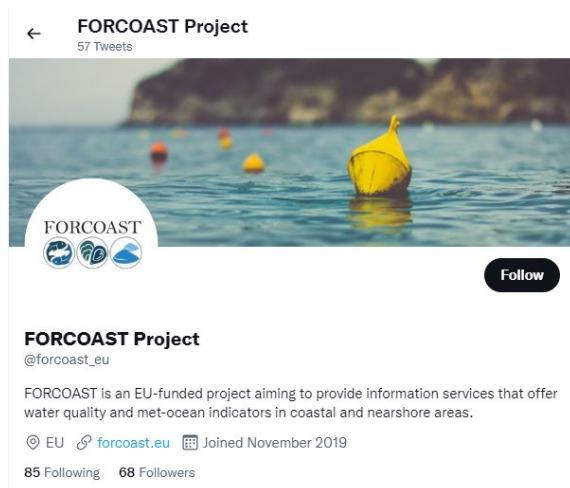 FORCOAST Project
57 Tweets
FORCOAST
Follow
FORCOAST Project
@forcoast_eu
FORCOAST is an EU-funded project aiming to provide information services that offer
water quality and met-ocean indicators in coastal and nearshore areas.
EU forcoast.eu Joined November 2019
85 Following 68 Followers